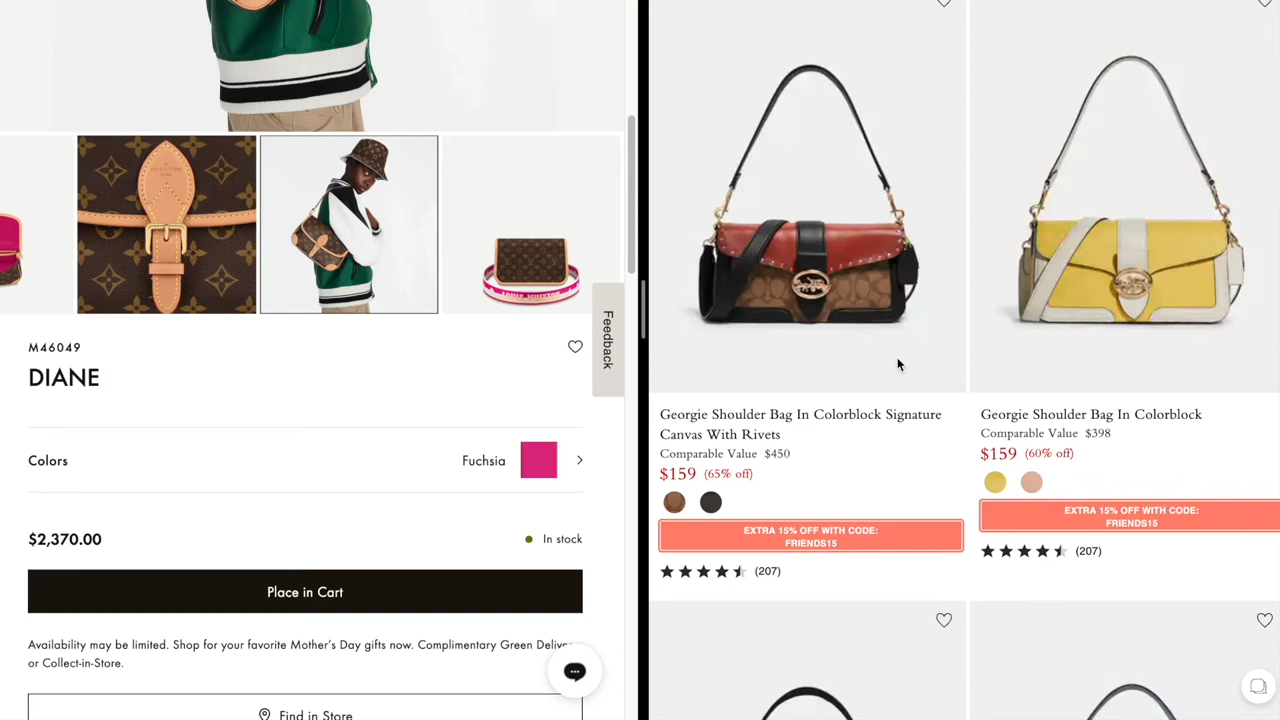 M46049
DIANE
Colors
Fuchsia
$2,370.00
In stock
Place in Cart
Availability may be limited. Shop for your favorite Mother's Day gifts now. Complimentary Green
or Collect-in-Store.
Find in Store
Feedback
Georgie Shoulder Bag In Colorblock Signature
Canvas With Rivets
Comparable Value $450
$159 (65% off)
EXTRA 15% OFF WITH CODE:
FRIENDS15
(207)
Georgie Shoulder Bag In Colorblock
Comparable Value $398
$159 (60% off)
EXTRA 15% OFF WITH CODE:
FRIENDS15
(207)